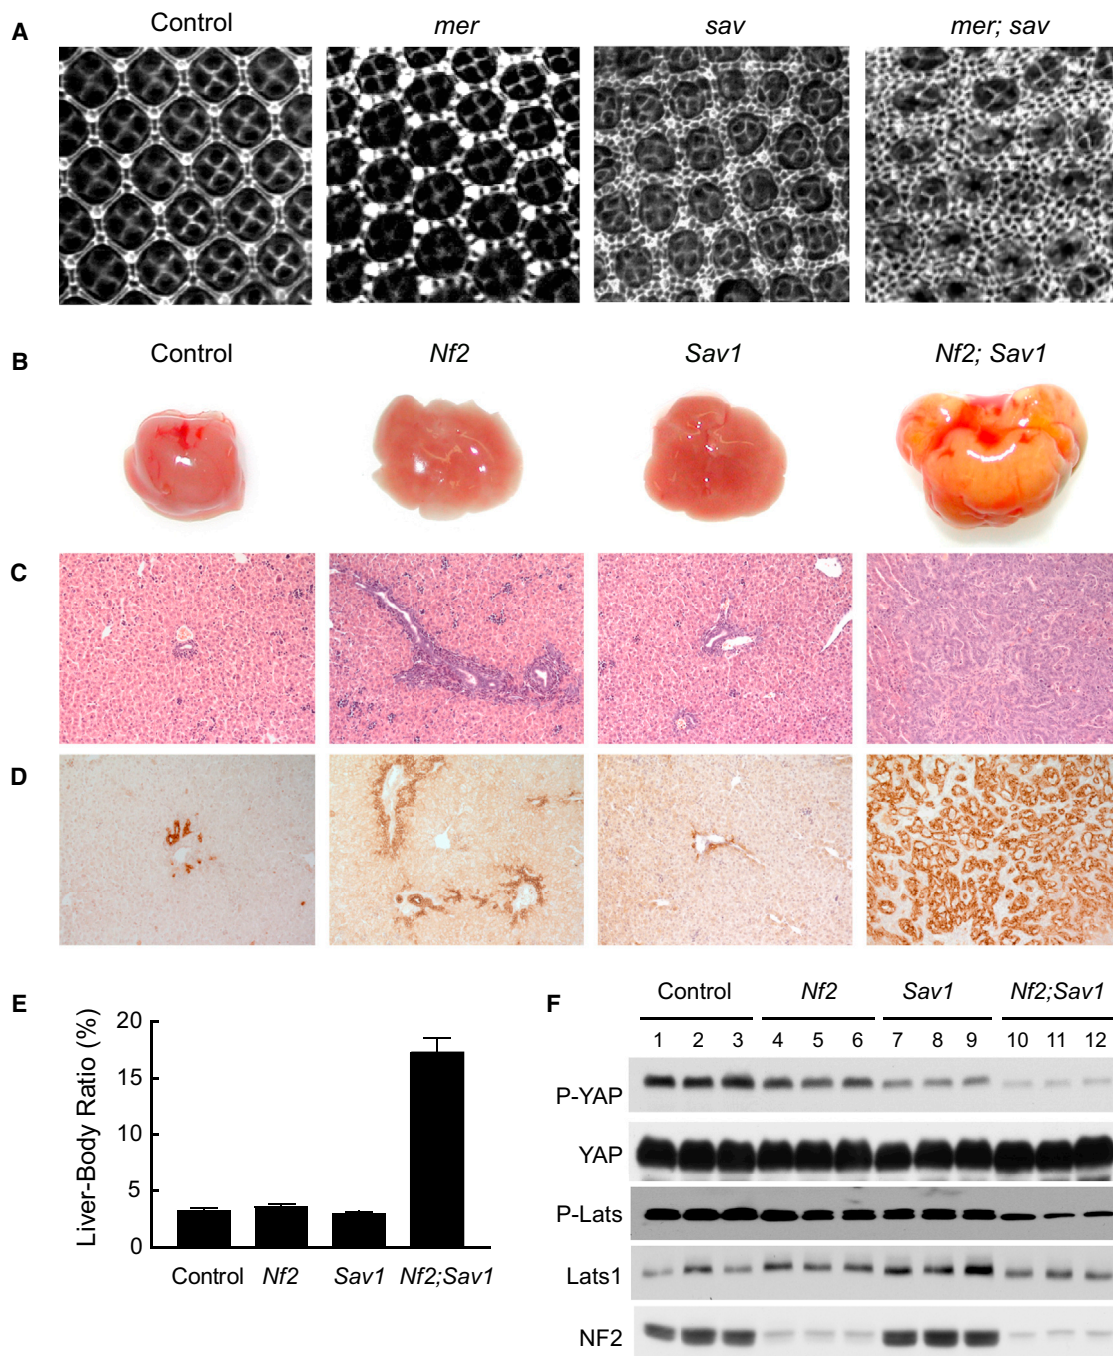 A
Control mer sav mer; sav
B
Control Nf2 Sav1 Nf2; Sav1
C
D
E
Liver-Body Ratio (%)
20
15
10
5
0
Control Nf2 Sav1 Nf2;Sav1
F
Control Nf2 Sav1 Nf2;Sav1
1 2 3 4 5 6 7 8 9 10 11 12
P-YAP
YAP
P-Lats
Lats1
NF2